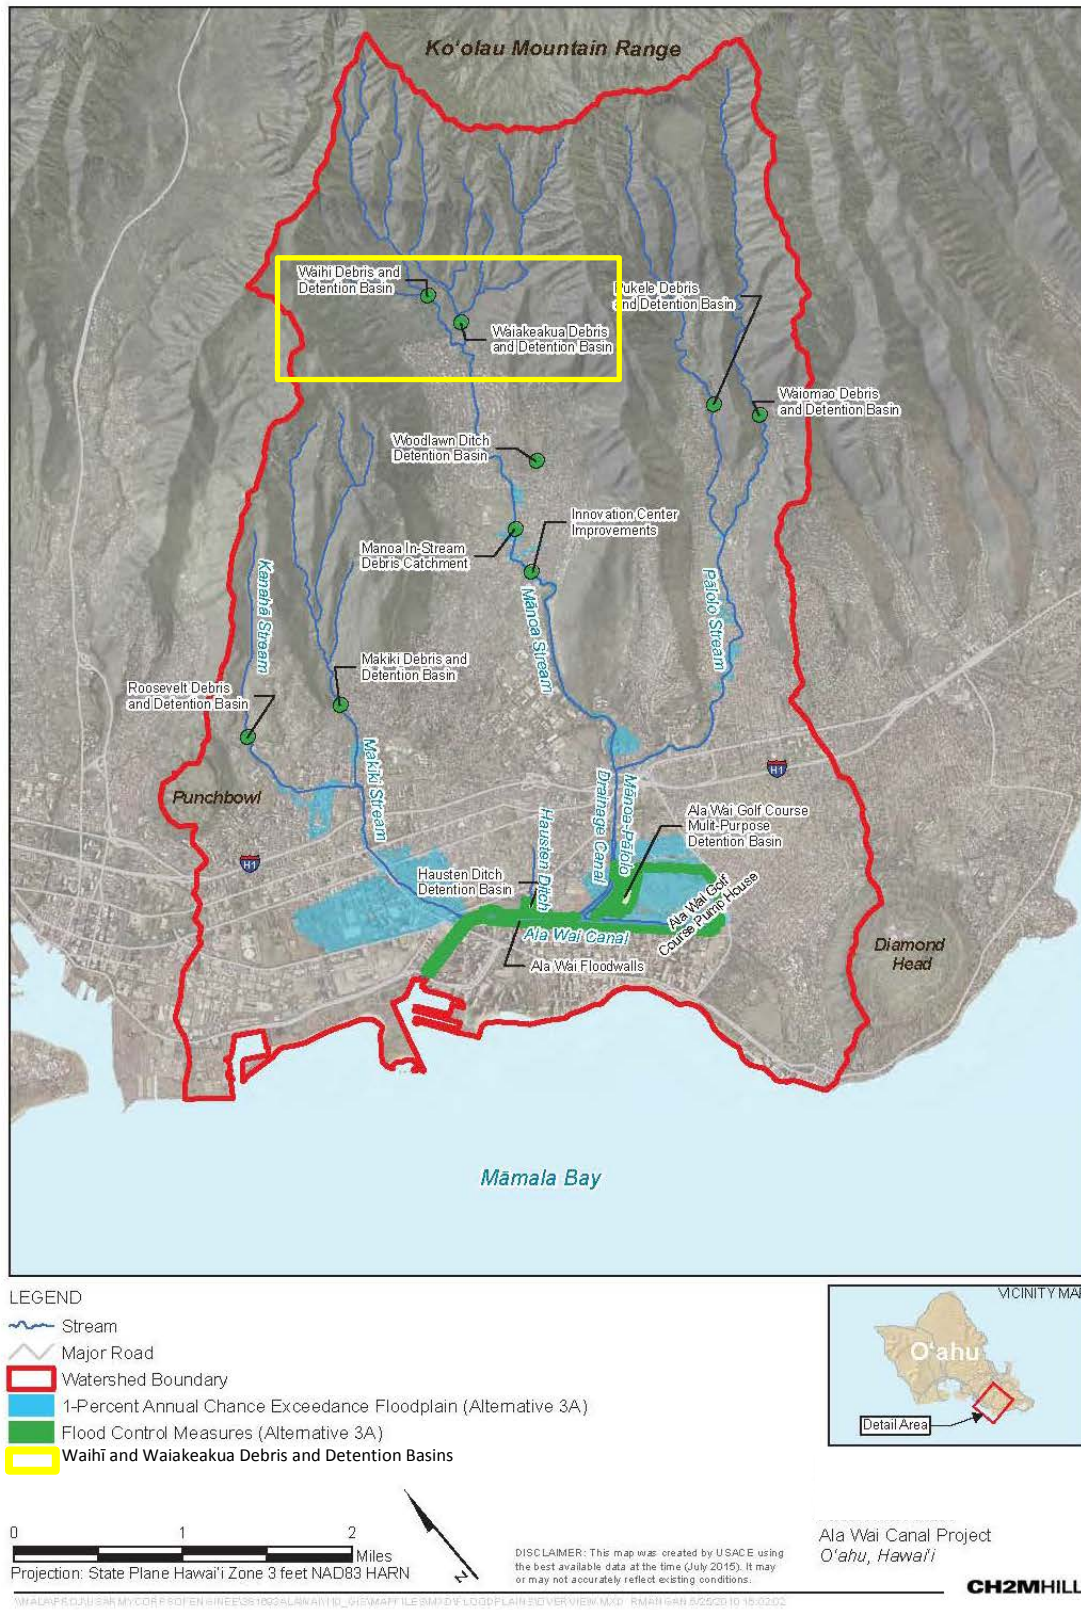 Ko'olau Mountain Range
Waihi Debris and
Detention Basin
Pukele Debris
and Detention Basin
Waiakeakua Debris
and Detention Basin
Waiomao Debris
and Detention Basin
Woodlawn Ditch
Detention Basin
Innovation Center
Improvements
Manoa In-Stream
Debris Catchment
Kanahā Stream
Mānoa Stream
Pālolo Stream
Makiki Debris and
Detention Basin
Roosevelt Debris
and Detention Basin
Makiki Stream
Punchbowl
H1
H1
Mānoa-Pālolo
Drainage Canal
Hausten Ditch
Ala Wai Golf Course
Mulit-Purpose
Detention Basin
Hausten Ditch
Detention Basin
Ala Wai Golf
Course Pump House
Ala Wai Canal
Ala Wai Floodwalls
Diamond
Head
Māmala Bay
LEGEND
Stream
Major Road
Watershed Boundary
1-Percent Annual Chance Exceedance Floodplain (Alternative 3A)
Flood Control Measures (Alternative 3A)
Waihī and Waiakeakua Debris and Detention Basins
VICINITY MAP
O'ahu
Detail Area
0 1 2
Miles
Projection: State Plane Hawai'i Zone 3 feet NAD83 HARN
N
DISCLAIMER: This map was created by USACE using
the best available data at the time (July 2015). It may
or may not accurately reflect existing conditions.
Ala Wai Canal Project
O'ahu, Hawai'i
CH2MHILL